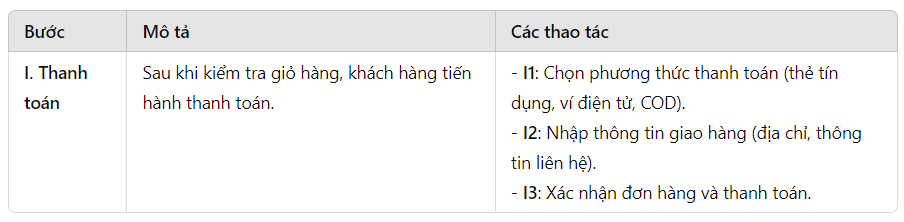 Bước Mô tả Các thao tác
I. Thanh toán
Sau khi kiểm tra giỏ hàng, khách hàng tiến
hành thanh toán.
- I1: Chọn phương thức thanh toán (thẻ tín
dụng, ví điện tử, COD).
- I2: Nhập thông tin giao hàng (địa chỉ, thông
tin liên hệ).
- I3: Xác nhận đơn hàng và thanh toán.